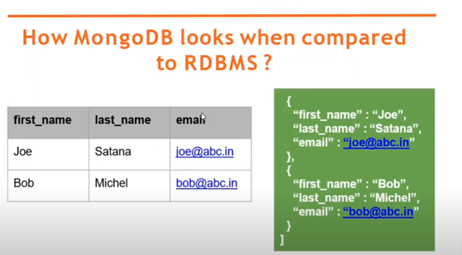 How MongoDB looks when compared
to RDBMS ?
first_name last_name email
Joe Satana joe@abc.in
Bob Michel bob@abc.in
{
“first_name” : “Joe”,
“last_name” : “Satana”,
“email” : “joe@abc.in”
},
{
“first_name” : “Bob”,
“last_name” : “Michel”,
“email” : “bob@abc.in”
}
]